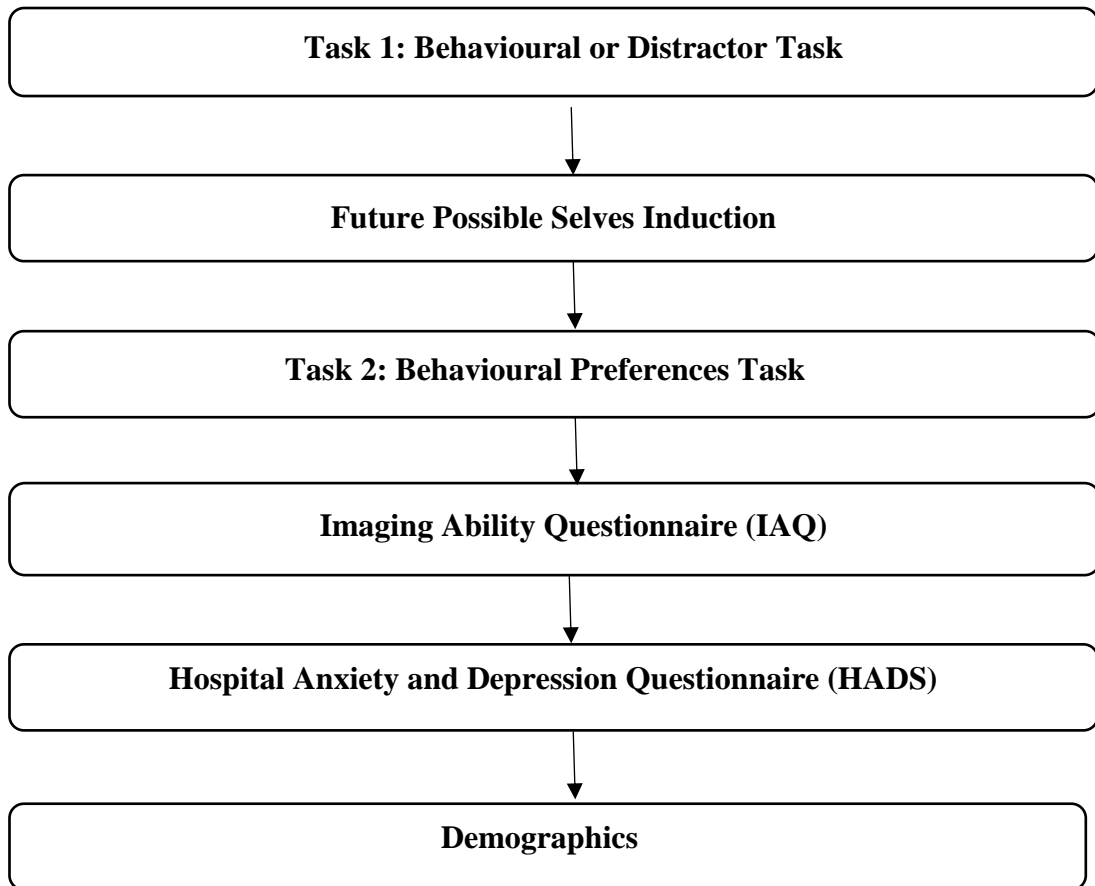 Task 1: Behavioural or Distractor Task
Future Possible Selves Induction
Task 2: Behavioural Preferences Task
Imaging Ability Questionnaire (IAQ)
Hospital Anxiety and Depression Questionnaire (HADS)
Demographics